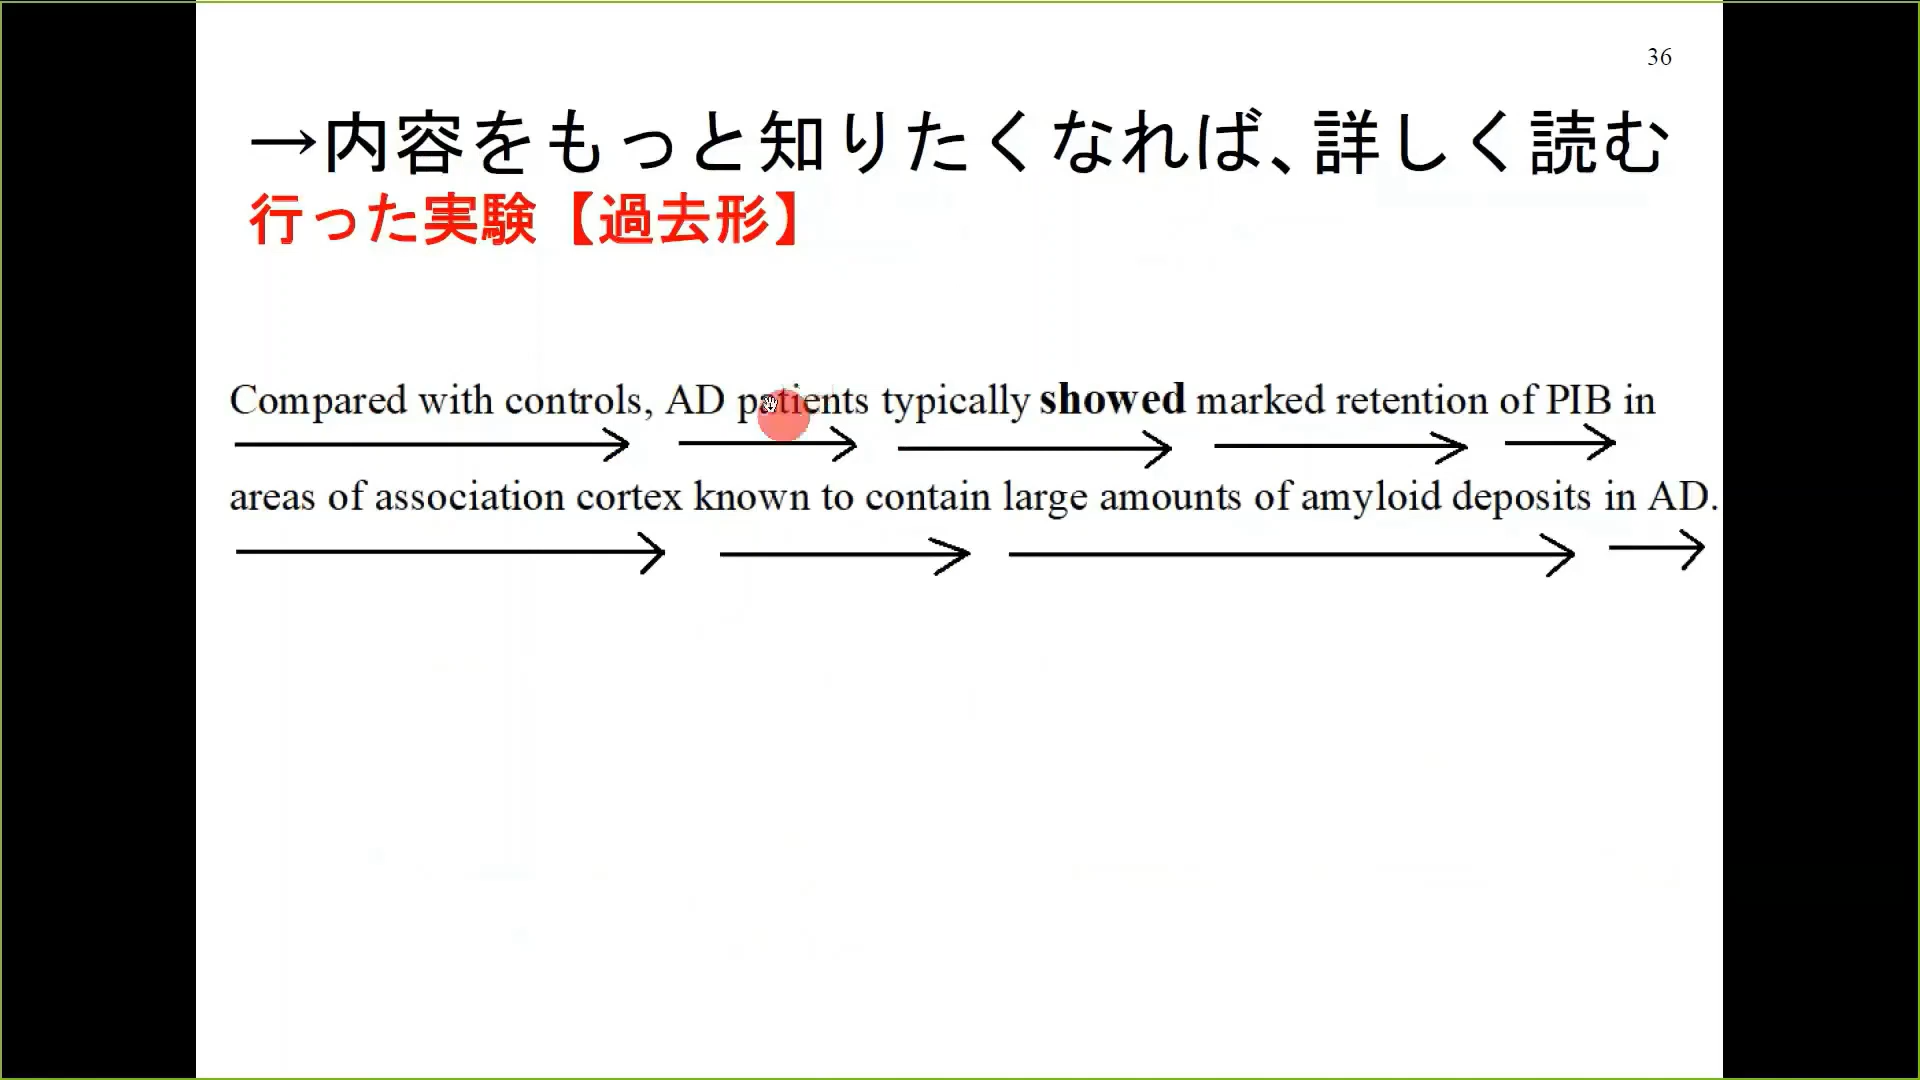 36
→内容をもっと知りたくなれば、詳しく読む
行った実験【過去形】
Compared with controls, AD patients typically showed marked retention of PIB in
areas of association cortex known to contain large amounts of amyloid deposits in AD.